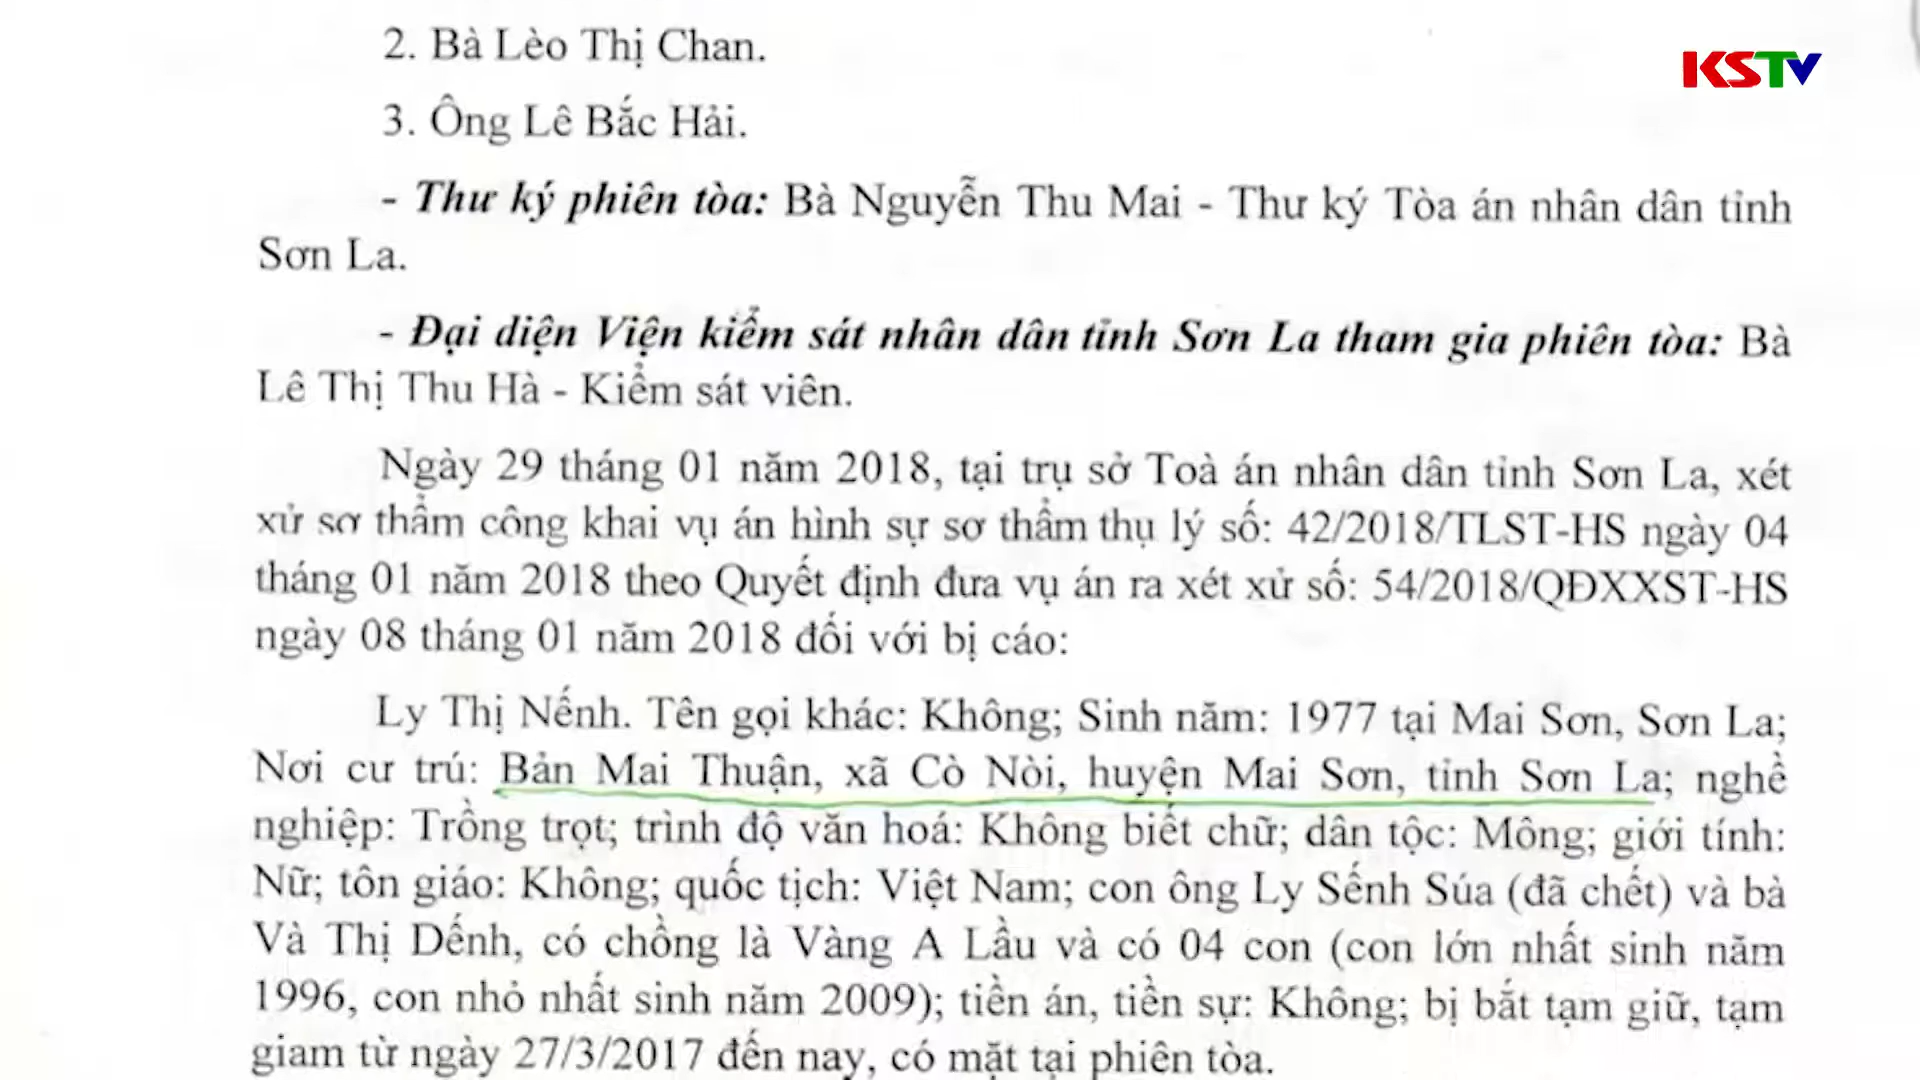 KSTV
2. Bà Lèo Thị Chan.
3. Ông Lê Bắc Hải.
- Thư ký phiên tòa: Bà Nguyễn Thu Mai - Thư ký Tòa án nhân dân tỉnh
Sơn La.
- Đại diện Viện kiểm sát nhân dân tỉnh Sơn La tham gia phiên tòa: Bà
Lê Thị Thu Hà - Kiểm sát viên.
Ngày 29 tháng 01 năm 2018, tại trụ sở Toà án nhân dân tỉnh Sơn La, xét
xử sơ thẩm công khai vụ án hình sự sơ thẩm thụ lý số: 42/2018/TLST-HS ngày 04
tháng 01 năm 2018 theo Quyết định đưa vụ án ra xét xử số: 54/2018/QĐXXST-HS
ngày 08 tháng 01 năm 2018 đối với bị cáo:
Ly Thị Nếnh. Tên gọi khác: Không; Sinh năm: 1977 tại Mai Sơn, Sơn La;
Nơi cư trú: Bản Mai Thuận, xã Cò Nòi, huyện Mai Sơn, tỉnh Sơn La; nghề
nghiệp: Trồng trọt; trình độ văn hoá: Không biết chữ; dân tộc: Mông; giới tính:
Nữ; tôn giáo: Không; quốc tịch: Việt Nam; con ông Ly Sếnh Súa (đã chết) và bà
Và Thị Dếnh, có chồng là Vàng A Lầu và có 04 con (con lớn nhất sinh năm
1996, con nhỏ nhất sinh năm 2009); tiền án, tiền sự: Không; bị bắt tạm giữ, tạm
giam từ ngày 27/3/2017 đến nay, có mặt tại phiên tòa.